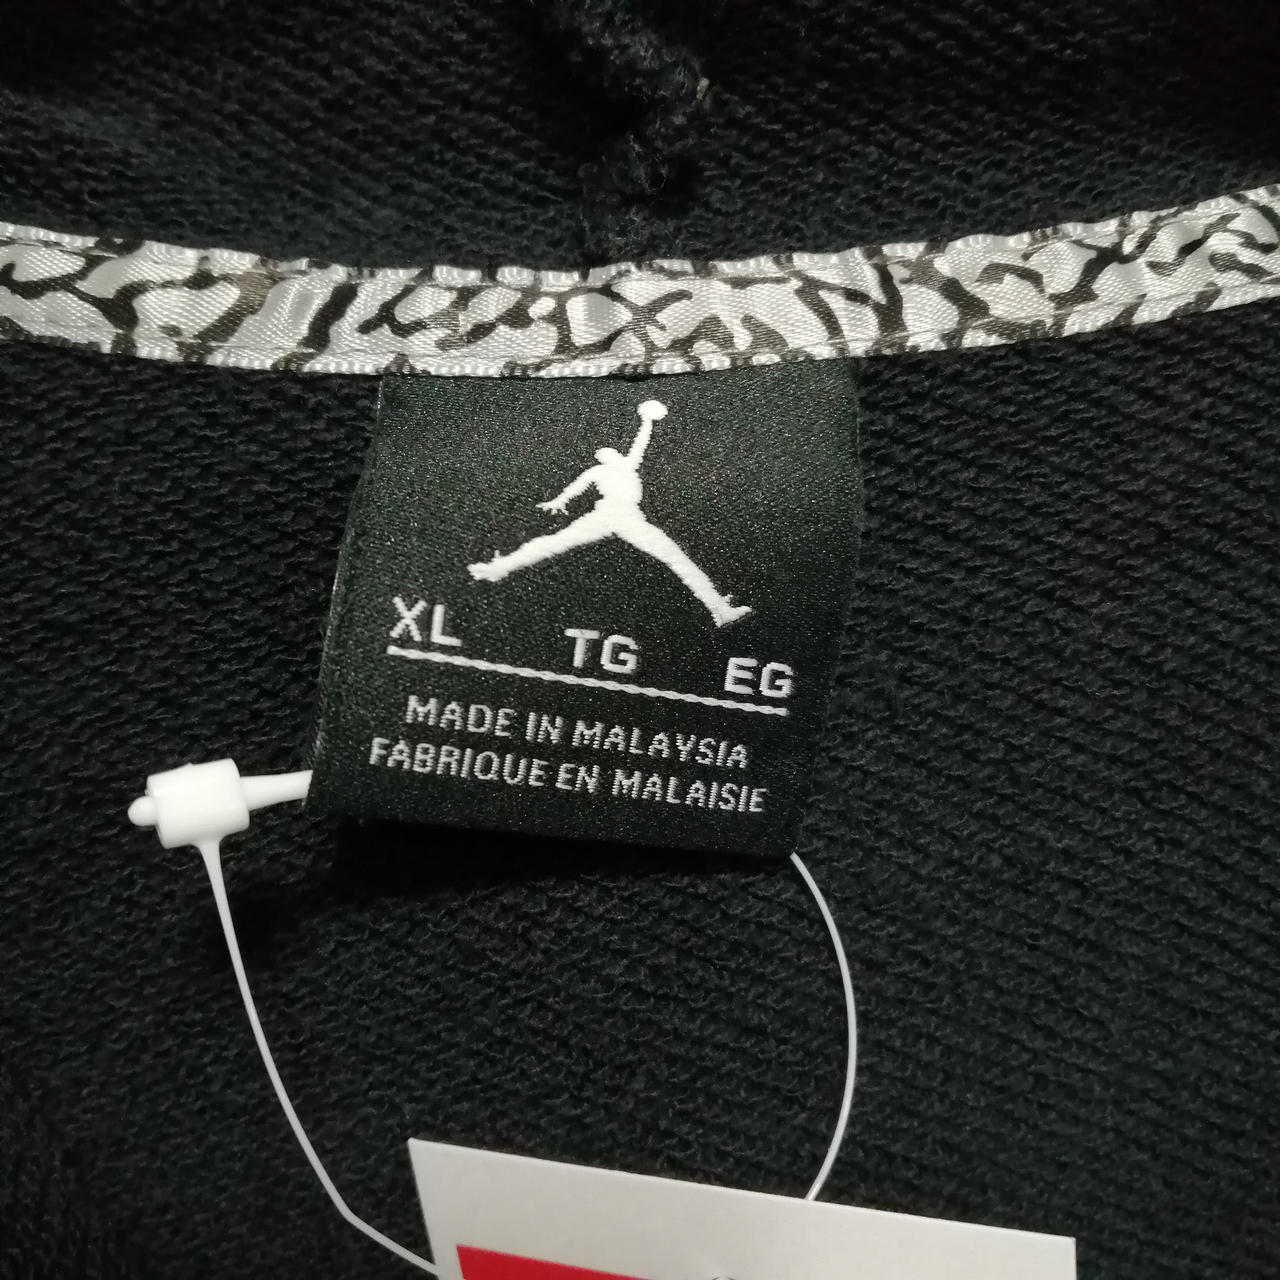 XL TG EG
MADE IN MALAYSIA
FABRIQUE EN MALAISIE